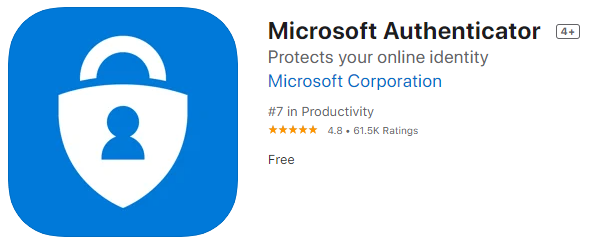 Microsoft Authenticator 4+
Protects your online identity
Microsoft Corporation
#7 in Productivity
★★★★★ 4.8 • 61.5K Ratings
Free